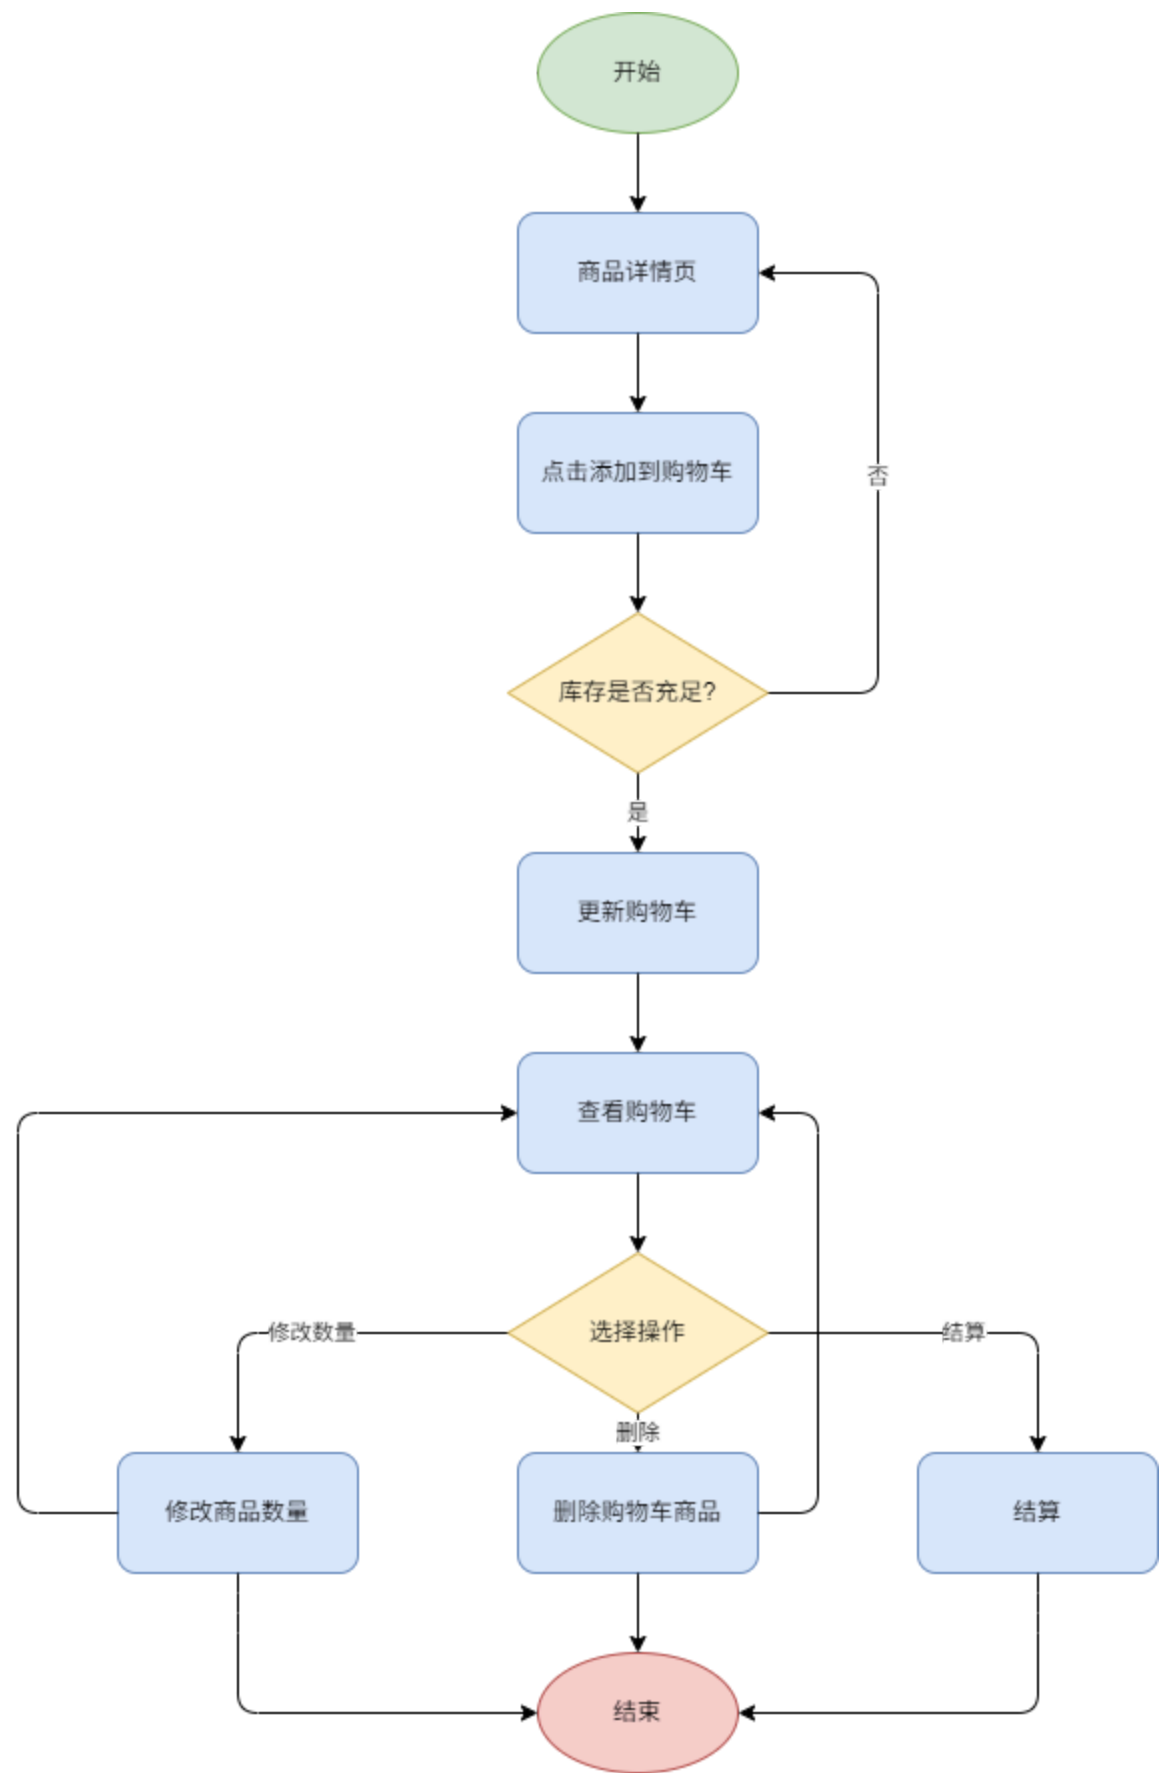 开始
商品详情页
点击添加到购物车
否
库存是否充足?
是
更新购物车
查看购物车
选择操作
修改数量
结算
删除
修改商品数量
删除购物车商品
结算
结束